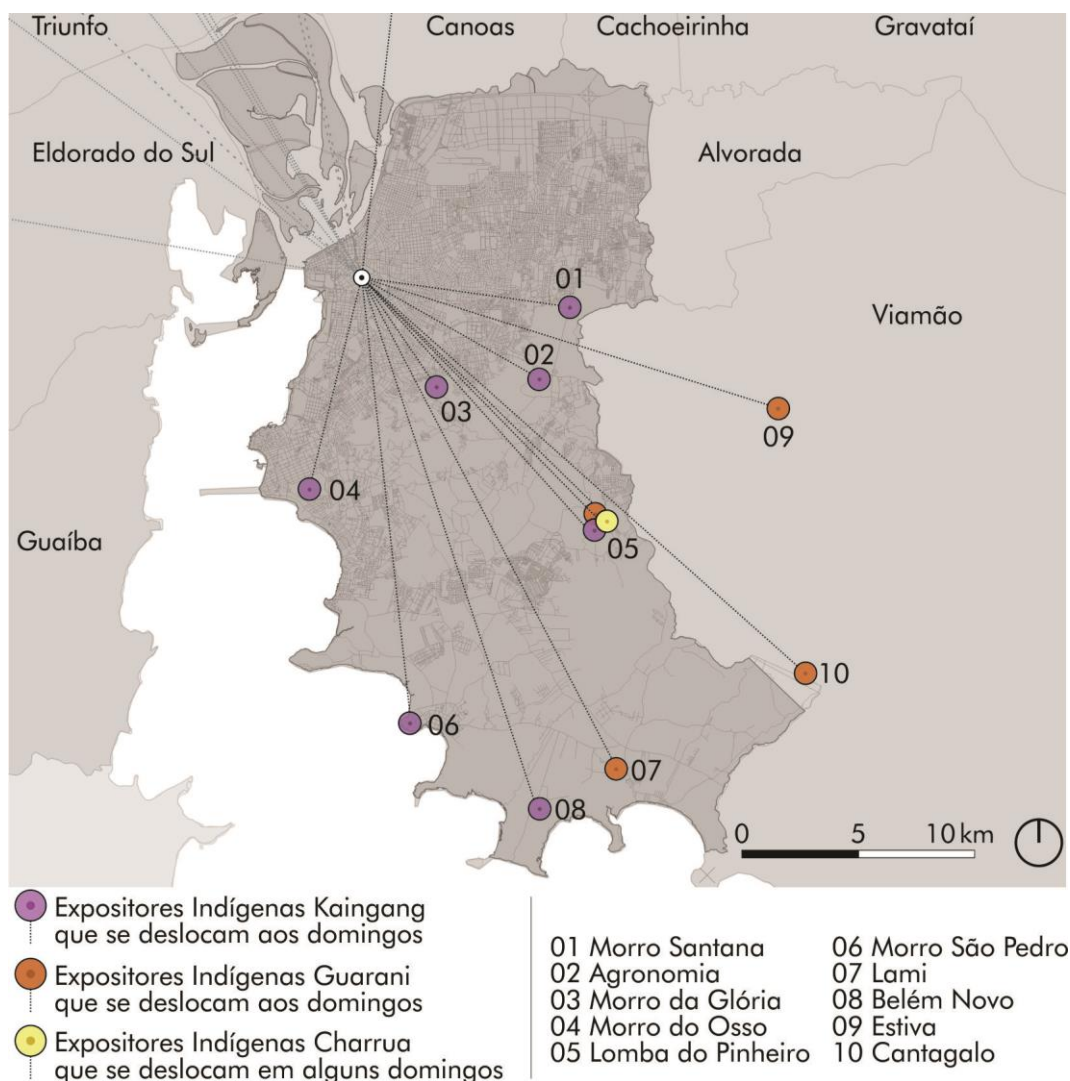 Triunfo
Canoas
Cachoeirinha
Gravataí
Eldorado do Sul
Alvorada
01
Viamão
02
03
09
04
05
Guaíba
10
06
07
08
0 5 10 km
Expositores Indígenas Kaingang
que se deslocam aos domingos
Expositores Indígenas Guarani
que se deslocam aos domingos
Expositores Indígenas Charrua
que se deslocam em alguns domingos
01 Morro Santana
02 Agronomia
03 Morro da Glória
04 Morro do Osso
05 Lomba do Pinheiro
06 Morro São Pedro
07 Lami
08 Belém Novo
09 Estiva
10 Cantagalo